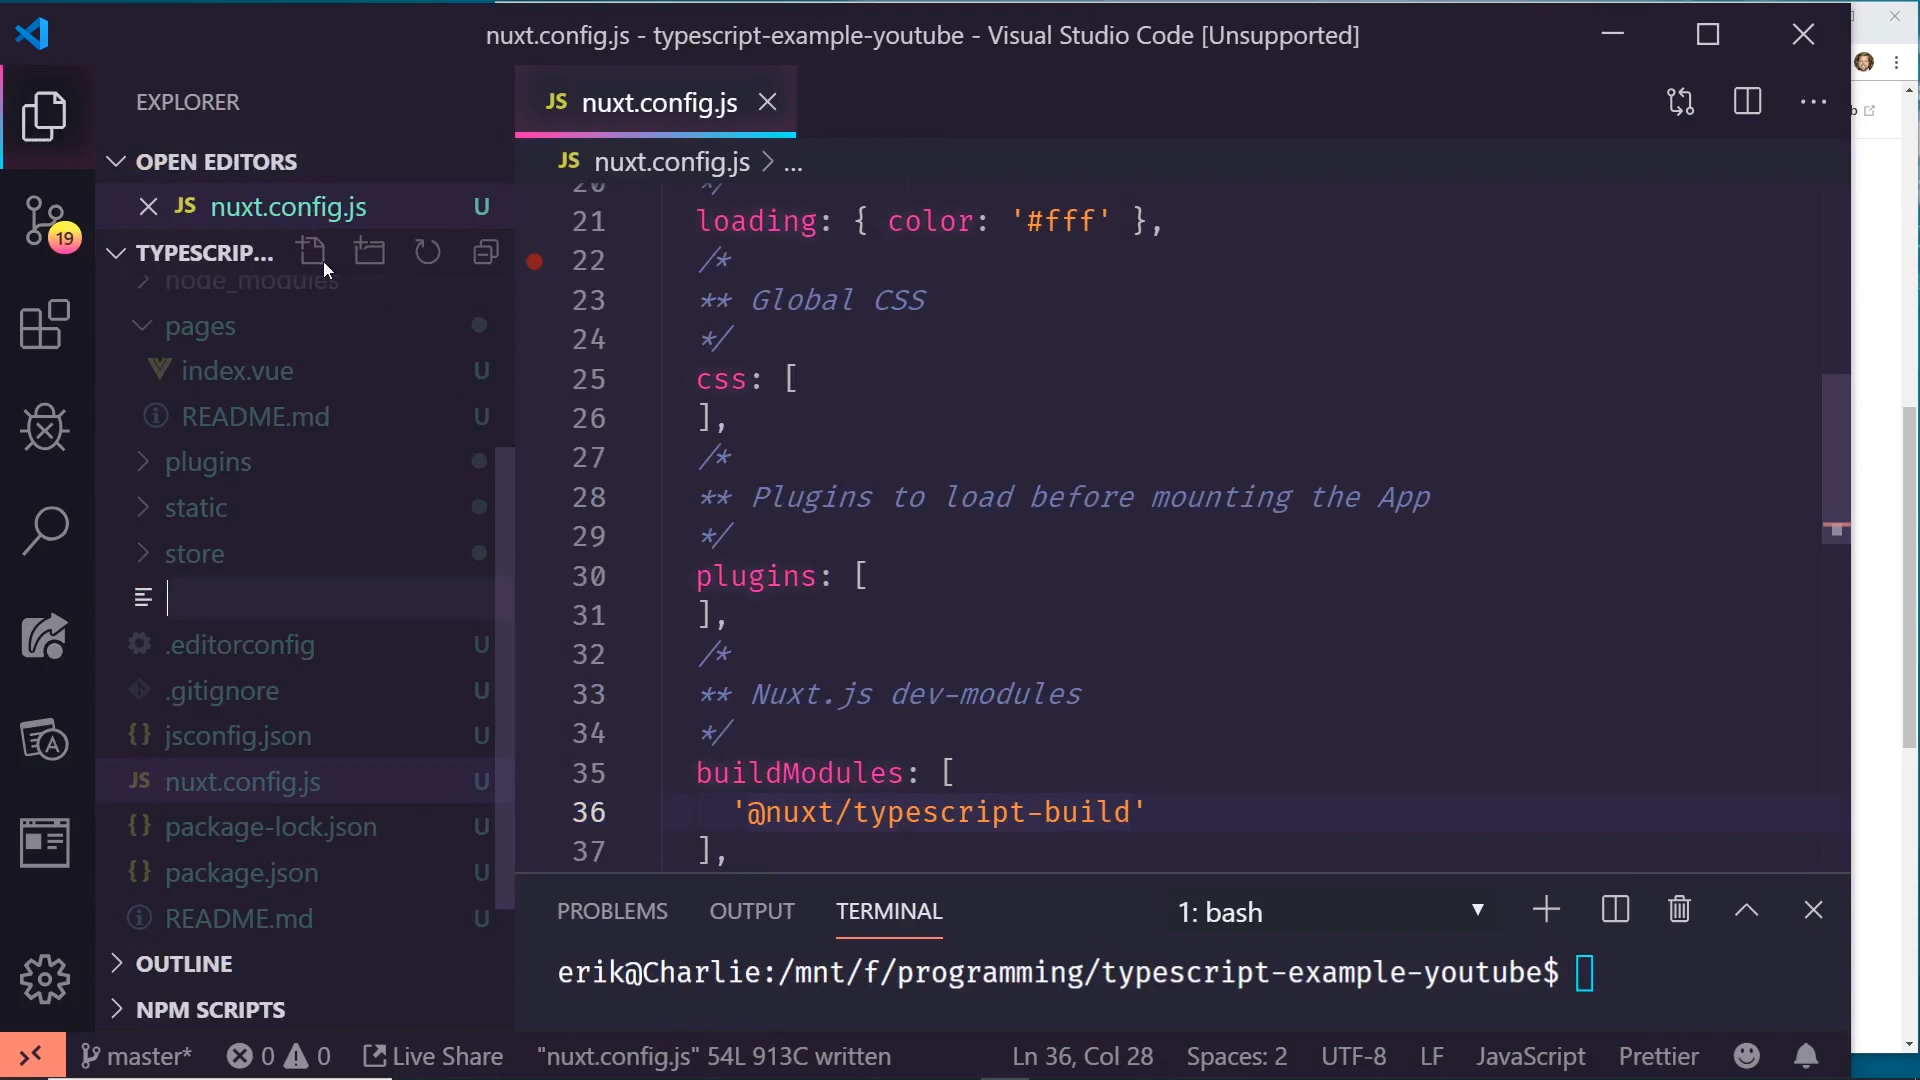 nuxt.config.js - typescript-example-youtube - Visual Studio Code [Unsupported]
EXPLORER
OPEN EDITORS
JS nuxt.config.js U
19
TYPESCRIP...
node_modules
pages
index.vue U
README.md U
plugins
static
store
.editorconfig U
.gitignore U
{} jsconfig.json U
JS nuxt.config.js U
{} package-lock.json U
{} package.json U
README.md U
OUTLINE
NPM SCRIPTS
JS nuxt.config.js
JS nuxt.config.js > ...
20 */
21 loading: { color: '#fff' },
22 /*
23 ** Global CSS
24 */
25 css: [
26 ],
27 /*
28 ** Plugins to load before mounting the App
29 */
30 plugins: [
31 ],
32 /*
33 ** Nuxt.js dev-modules
34 */
35 buildModules: [
36 '@nuxt/typescript-build'
37 ],
PROBLEMS OUTPUT TERMINAL 1: bash
erik@Charlie:/mnt/f/programming/typescript-example-youtube$
master* 0 0 Live Share "nuxt.config.js" 54L 913C written Ln 36, Col 28 Spaces: 2 UTF-8 LF JavaScript Prettier